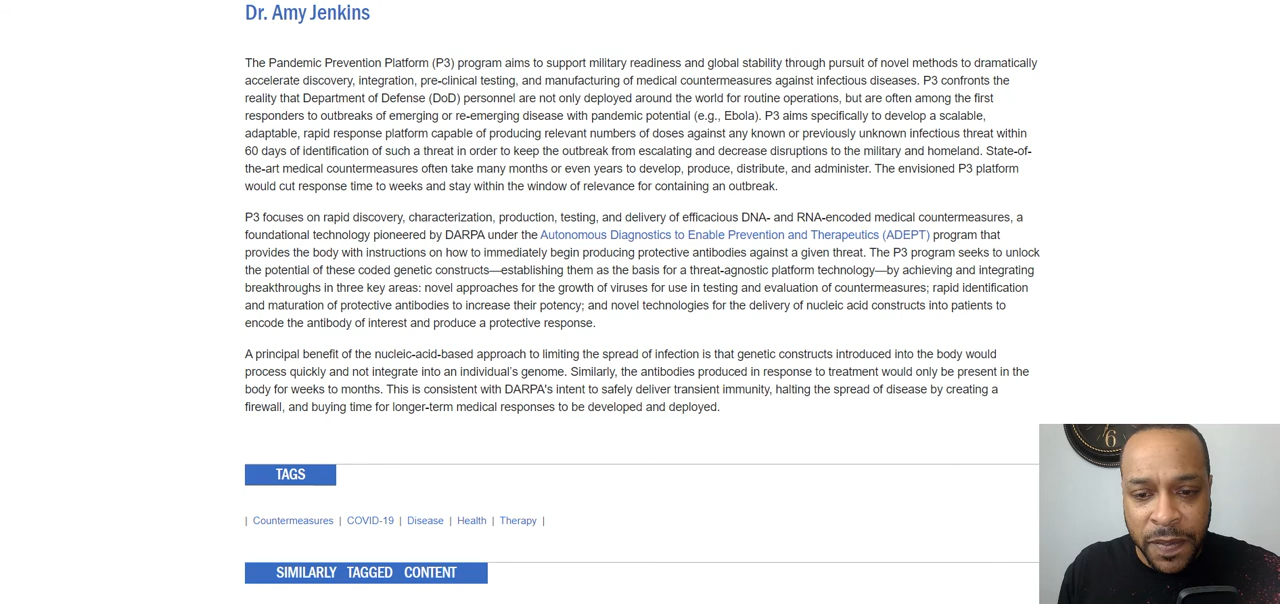 Dr. Amy Jenkins
The Pandemic Prevention Platform (P3) program aims to support military readiness and global stability through pursuit of novel methods to dramatically
accelerate discovery, integration, pre-clinical testing, and manufacturing of medical countermeasures against infectious diseases. P3 confronts the
reality that Department of Defense (DoD) personnel are not only deployed around the world for routine operations, but are often among the first
responders to outbreaks of emerging or re-emerging disease with pandemic potential (e.g., Ebola). P3 aims specifically to develop a scalable,
adaptable, rapid response platform capable of producing relevant numbers of doses against any known or previously unknown infectious threat within
60 days of identification of such a threat in order to keep the outbreak from escalating and decrease disruptions to the military and homeland. State-of-
the-art medical countermeasures often take many months or even years to develop, produce, distribute, and administer. The envisioned P3 platform
would cut response time to weeks and stay within the window of relevance for containing an outbreak.
P3 focuses on rapid discovery, characterization, production, testing, and delivery of efficacious DNA- and RNA-encoded medical countermeasures, a
foundational technology pioneered by DARPA under the Autonomous Diagnostics to Enable Prevention and Therapeutics (ADEPT) program that
provides the body with instructions on how to immediately begin producing protective antibodies against a given threat. The P3 program seeks to unlock
the potential of these coded genetic constructs—establishing them as the basis for a threat-agnostic platform technology—by achieving and integrating
breakthroughs in three key areas: novel approaches for the growth of viruses for use in testing and evaluation of countermeasures; rapid identification
and maturation of protective antibodies to increase their potency; and novel technologies for the delivery of nucleic acid constructs into patients to
encode the antibody of interest and produce a protective response.
A principal benefit of the nucleic-acid-based approach to limiting the spread of infection is that genetic constructs introduced into the body would
process quickly and not integrate into an individual's genome. Similarly, the antibodies produced in response to treatment would only be present in the
body for weeks to months. This is consistent with DARPA's intent to safely deliver transient immunity, halting the spread of disease by creating a
firewall, and buying time for longer-term medical responses to be developed and deployed.
TAGS
| Countermeasures | COVID-19 | Disease | Health | Therapy |
SIMILARLY TAGGED CONTENT
6